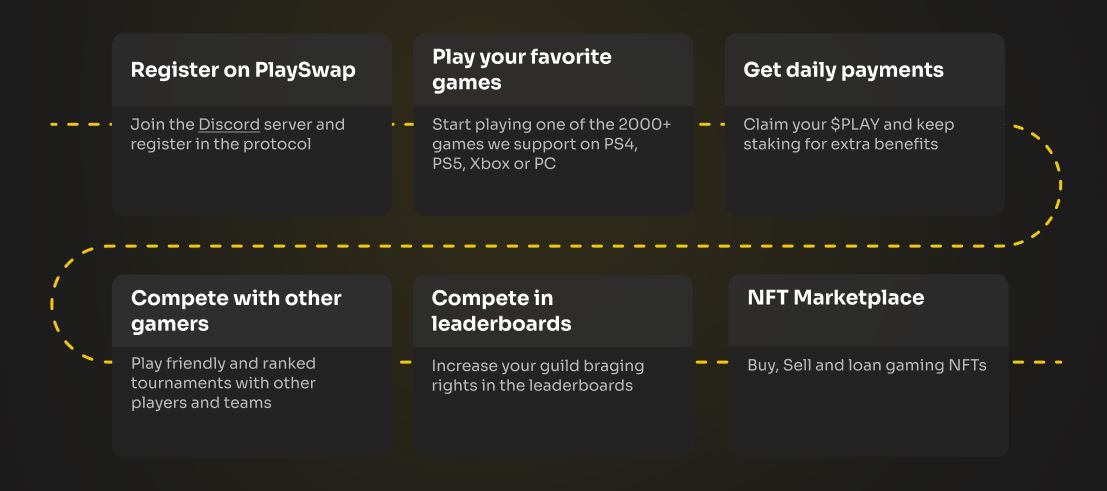 Register on PlaySwap
Join the Discord server and
register in the protocol
Play your favorite
games
Start playing one of the 2000+
games we support on PS4,
PS5, Xbox or PC
Get daily payments
Claim your $PLAY and keep
staking for extra benefits
Compete with other
gamers
Play friendly and ranked
tournaments with other
players and teams
Compete in
leaderboards
Increase your guild braging
rights in the leaderboards
NFT Marketplace
Buy, Sell and loan gaming NFTs